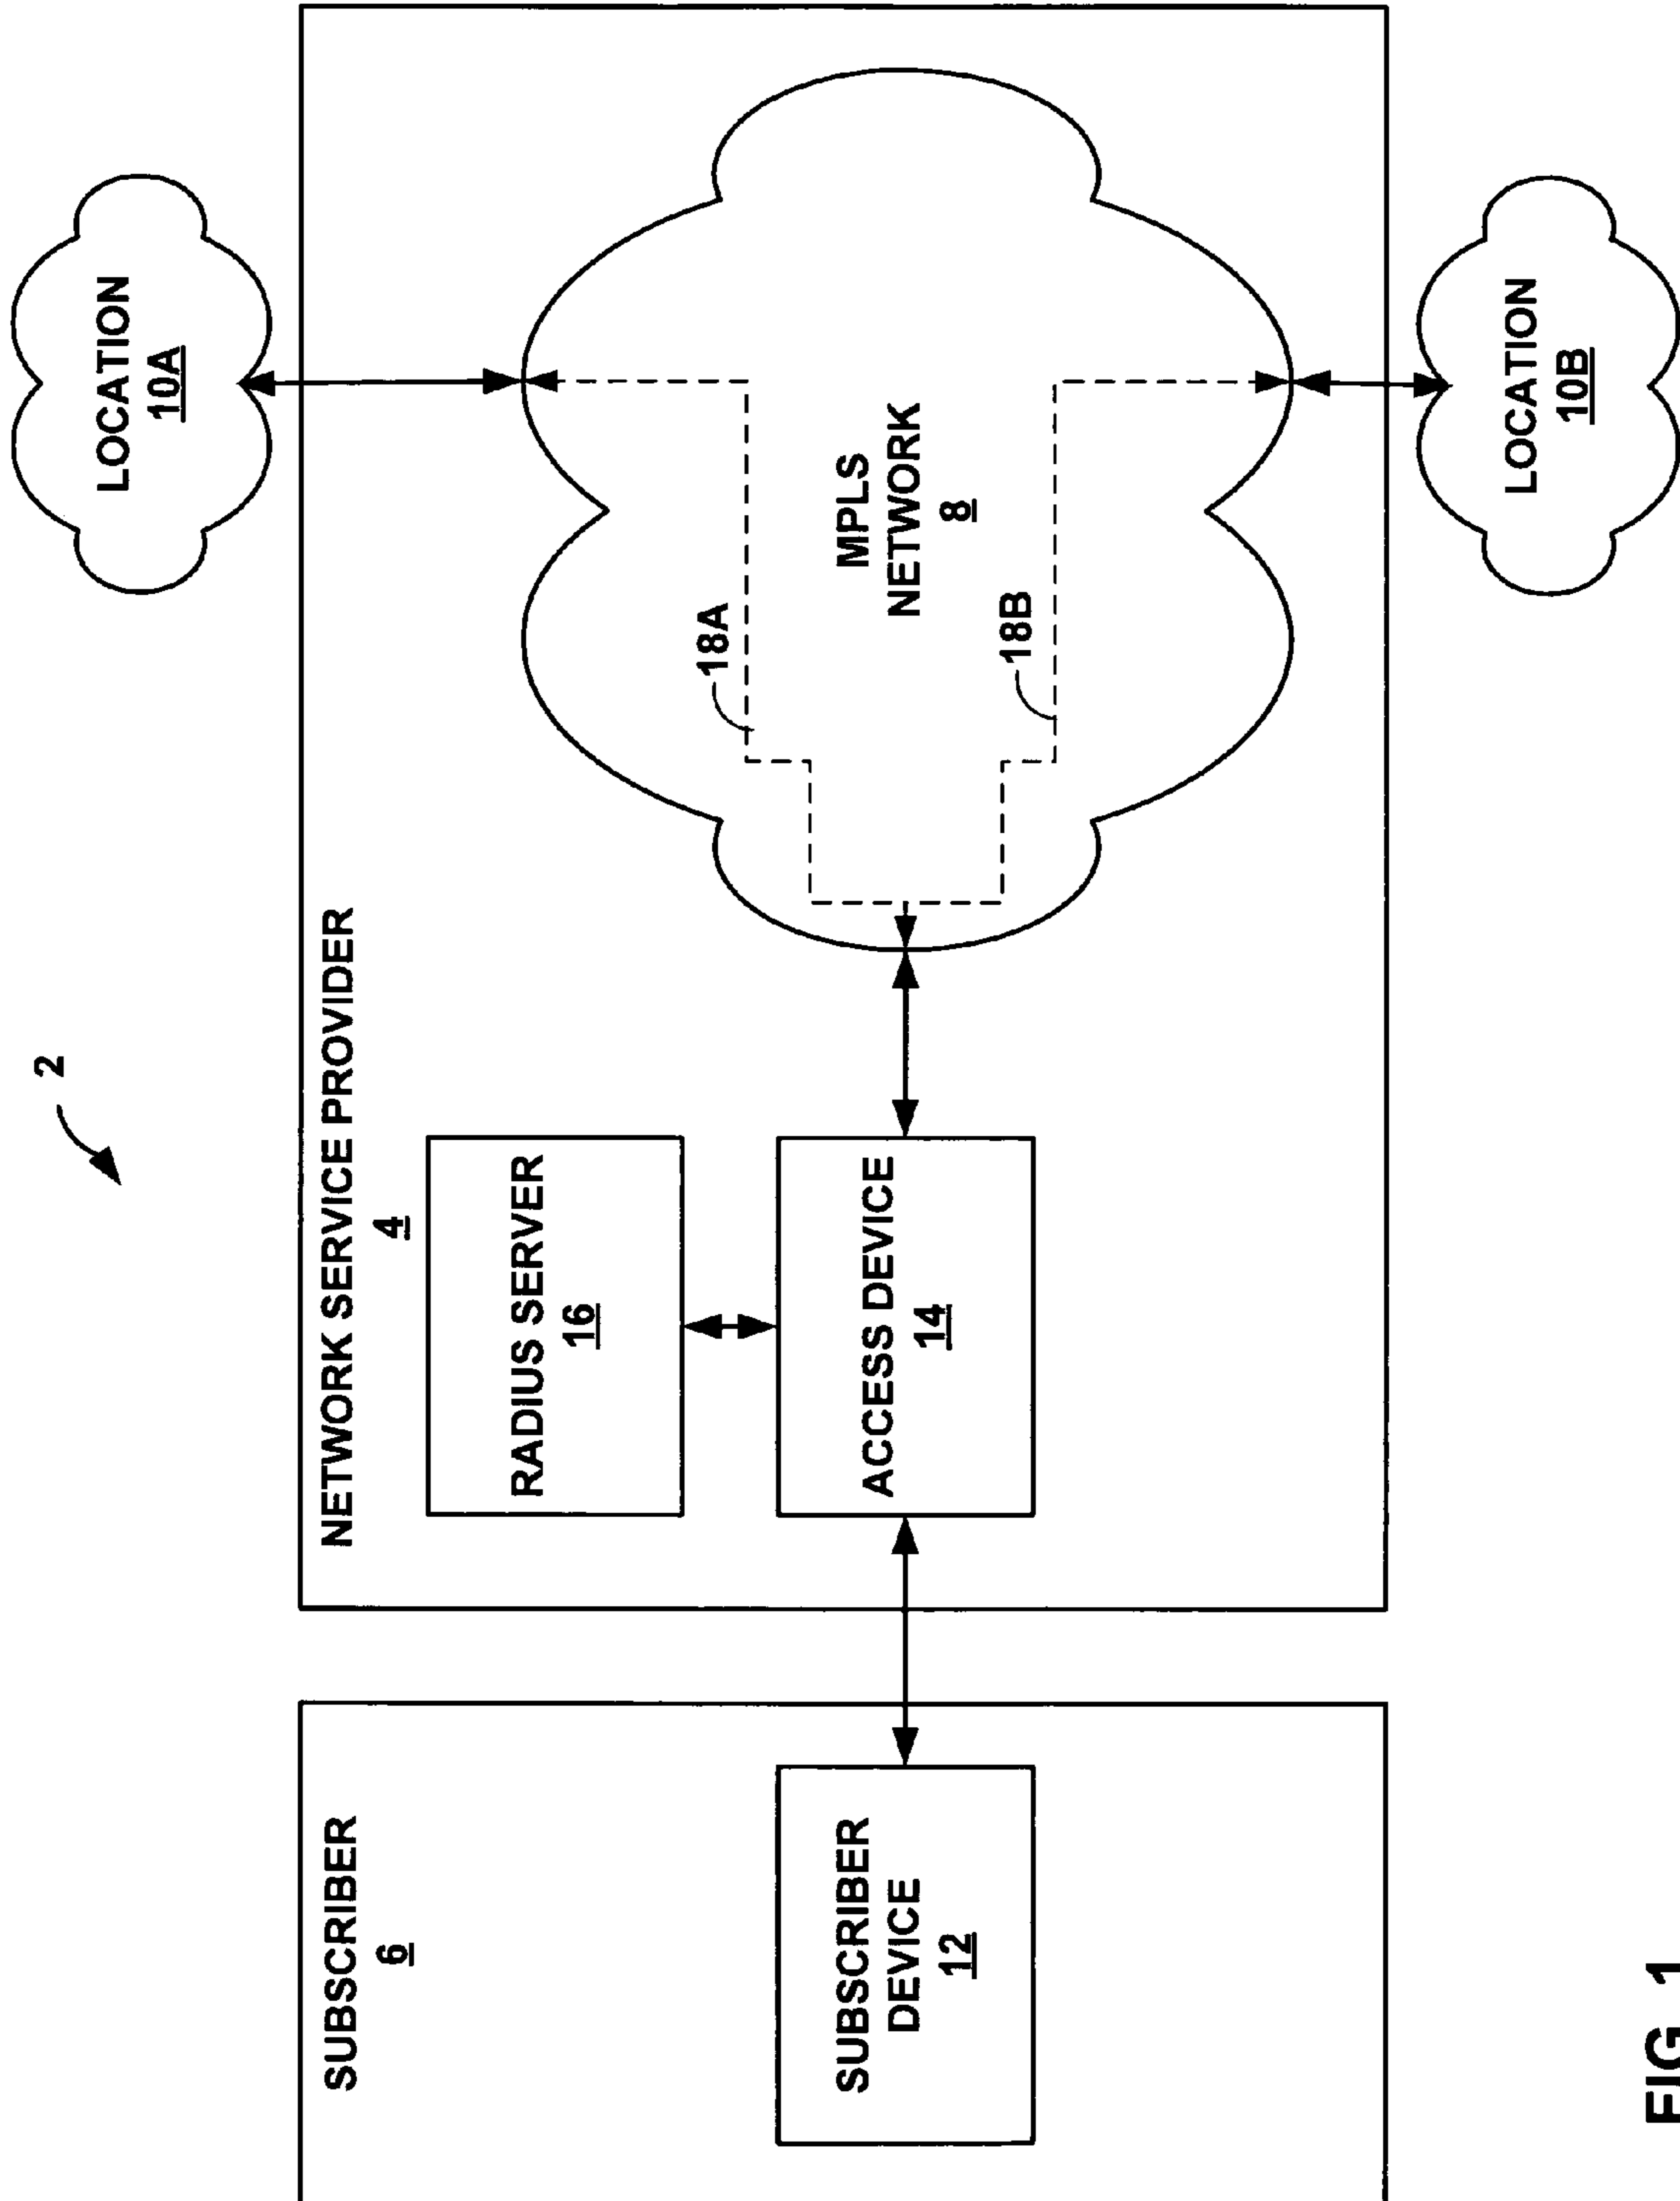 2
NETWORK SERVICE PROVIDER
4
SUBSCRIBER
6
LOCATION
10A
RADIUS SERVER
16
18A
MPLS
NETWORK
8
SUBSCRIBER
DEVICE
12
ACCESS DEVICE
14
18B
LOCATION
10B
FIG. 1